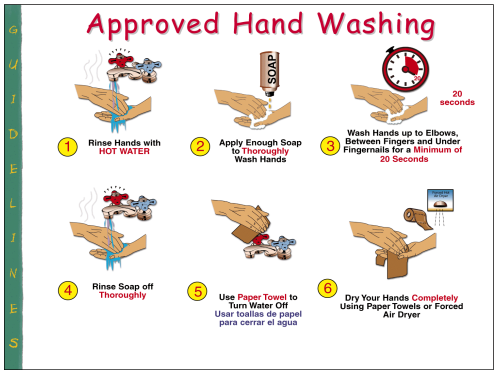 GUIDELINES
Approved Hand Washing
SOAP
20
20
seconds
1
Rinse Hands with
HOT WATER
2
Apply Enough Soap
to Thoroughly
Wash Hands
3
Wash Hands up to Elbows,
Between Fingers and Under
Fingernails for a Minimum of
20 Seconds
4
Rinse Soap off
Thoroughly
5
Use Paper Towel to
Turn Water Off
Usar toallas de papel
para cerrar el agua
6
Dry Your Hands Completely
Using Paper Towels or Forced
Air Dryer